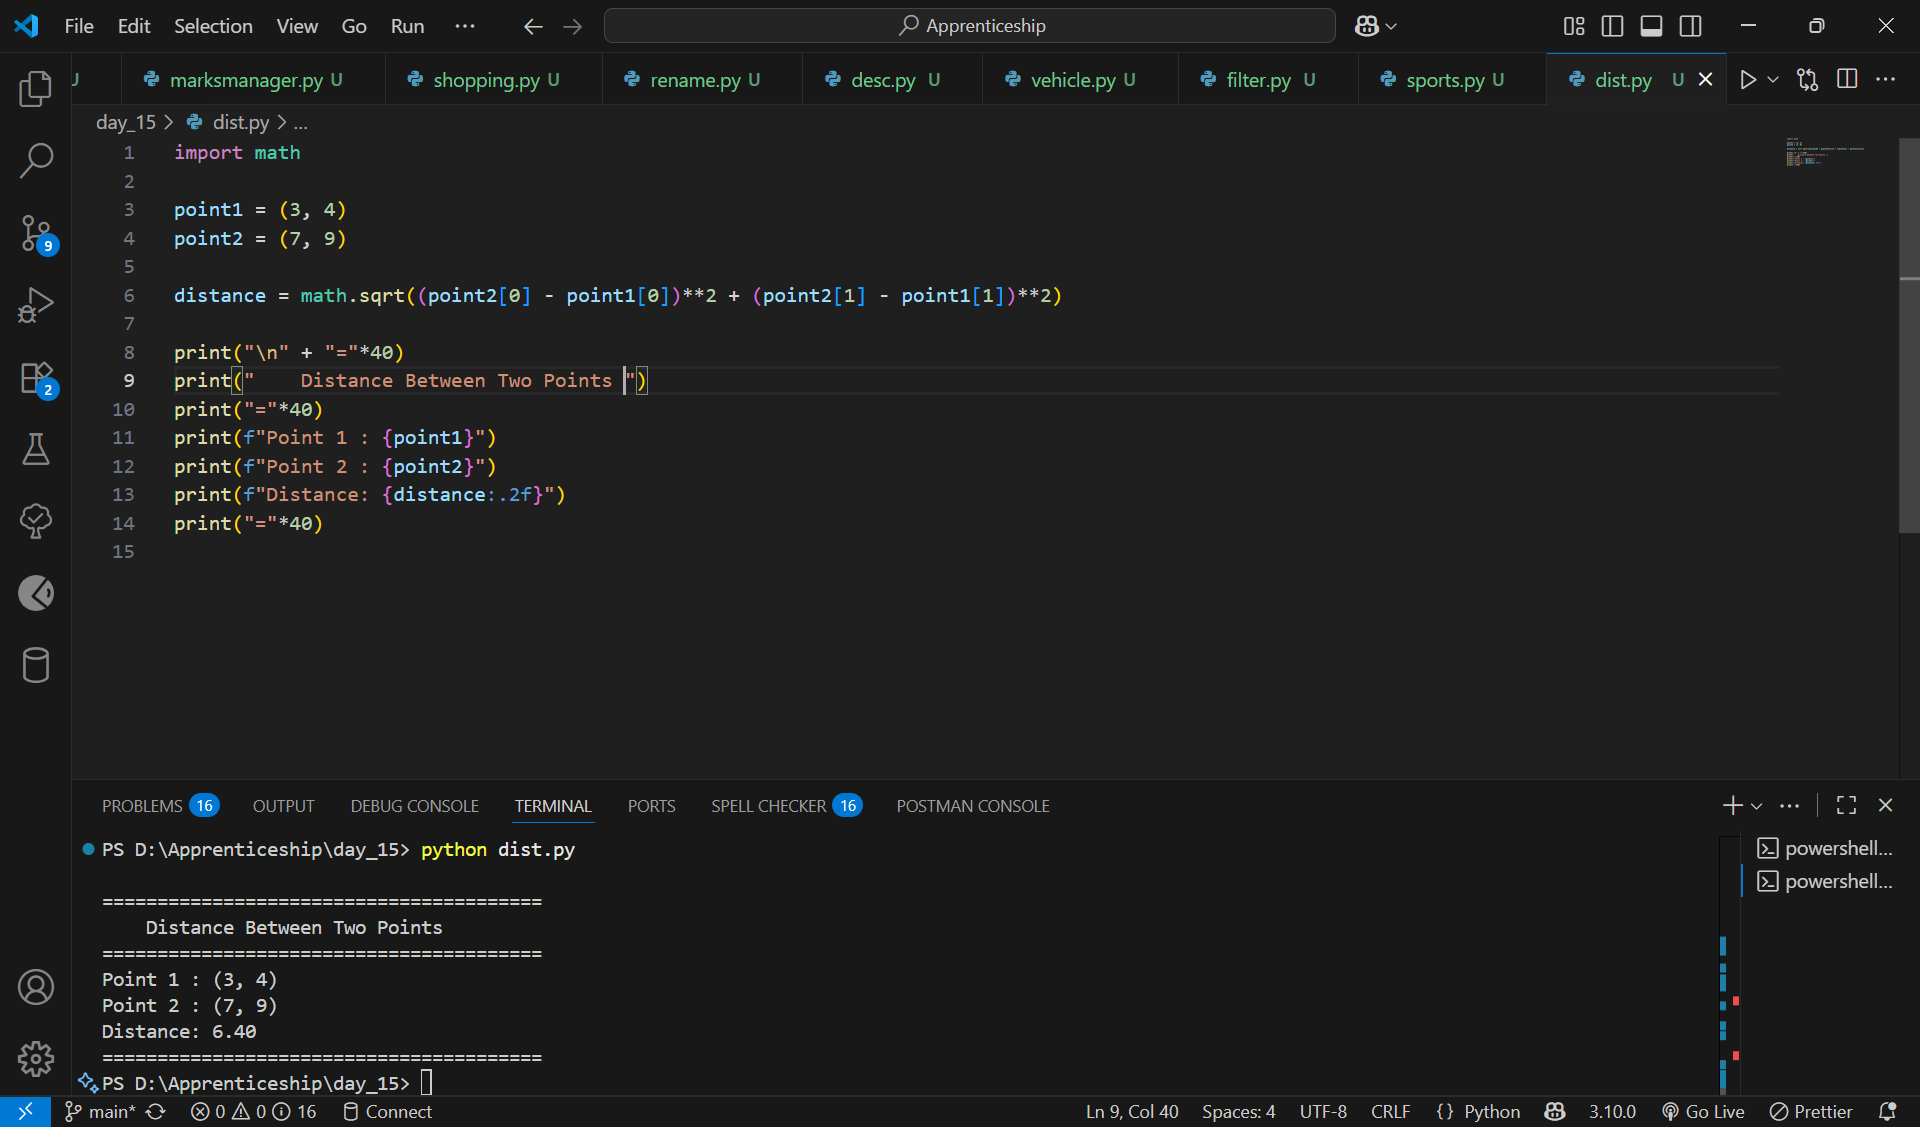 File Edit Selection View Go Run ··· Apprenticeship
U marksmanager.py U shopping.py U rename.py U desc.py U vehicle.py U filter.py U sports.py U dist.py U
day_15 > dist.py > ...
1 import math
2
3 point1 = (3, 4)
4 point2 = (7, 9)
5
6 distance = math.sqrt((point2[0] - point1[0])**2 + (point2[1] - point1[1])**2)
7
8 print("\n" + "="*40)
9 print("    Distance Between Two Points ")
10 print("="*40)
11 print(f"Point 1 : {point1}")
12 print(f"Point 2 : {point2}")
13 print(f"Distance: {distance:.2f}")
14 print("="*40)
15
9
2
PROBLEMS 16 OUTPUT DEBUG CONSOLE TERMINAL PORTS SPELL CHECKER 16 POSTMAN CONSOLE
PS D:\Apprenticeship\day_15> python dist.py
========================================
    Distance Between Two Points
========================================
Point 1 : (3, 4)
Point 2 : (7, 9)
Distance: 6.40
========================================
PS D:\Apprenticeship\day_15>
powershell...
powershell...
main* 0 0 16 Connect Ln 9, Col 40 Spaces: 4 UTF-8 CRLF {} Python 3.10.0 Go Live Prettier